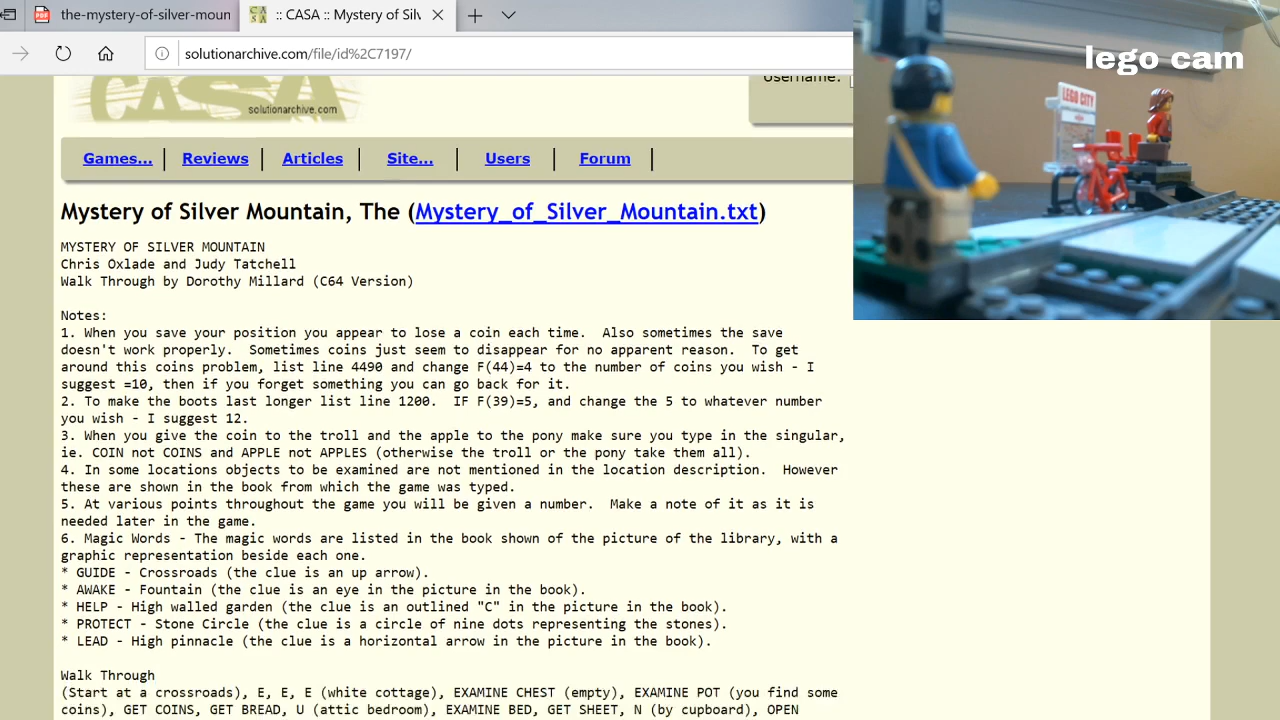 the-mystery-of-silver-moun
:: CASA :: Mystery of Sil
solutionarchive.com/file/id%2C7197/
lego cam
LEGO CITY
CASA
solutionarchive.com
Username:
Games...
Reviews
Articles
Site...
Users
Forum
Mystery of Silver Mountain, The (Mystery_of_Silver_Mountain.txt)
MYSTERY OF SILVER MOUNTAIN
Chris Oxlade and Judy Tatchell
Walk Through by Dorothy Millard (C64 Version)
Notes:
1. When you save your position you appear to lose a coin each time.  Also sometimes the save
doesn't work properly.  Sometimes coins just seem to disappear for no apparent reason.  To get
around this coins problem, list line 4490 and change F(44)=4 to the number of coins you wish - I
suggest =10, then if you forget something you can go back for it.
2. To make the boots last longer list line 1200.  IF F(39)=5, and change the 5 to whatever number
you wish - I suggest 12.
3. When you give the coin to the troll and the apple to the pony make sure you type in the singular,
ie. COIN not COINS and APPLE not APPLES (otherwise the troll or the pony take them all).
4. In some locations objects to be examined are not mentioned in the location description.  However
these are shown in the book from which the game was typed.
5. At various points throughout the game you will be given a number.  Make a note of it as it is
needed later in the game.
6. Magic Words - The magic words are listed in the book shown of the picture of the library, with a
graphic representation beside each one.
* GUIDE - Crossroads (the clue is an up arrow).
* AWAKE - Fountain (the clue is an eye in the picture in the book).
* HELP - High walled garden (the clue is an outlined "C" in the picture in the book).
* PROTECT - Stone Circle (the clue is a circle of nine dots representing the stones).
* LEAD - High pinnacle (the clue is a horizontal arrow in the picture in the book).
Walk Through
(Start at a crossroads), E, E, E (white cottage), EXAMINE CHEST (empty), EXAMINE POT (you find some
coins), GET COINS, GET BREAD, U (attic bedroom), EXAMINE BED, GET SHEET, N (by cupboard), OPEN